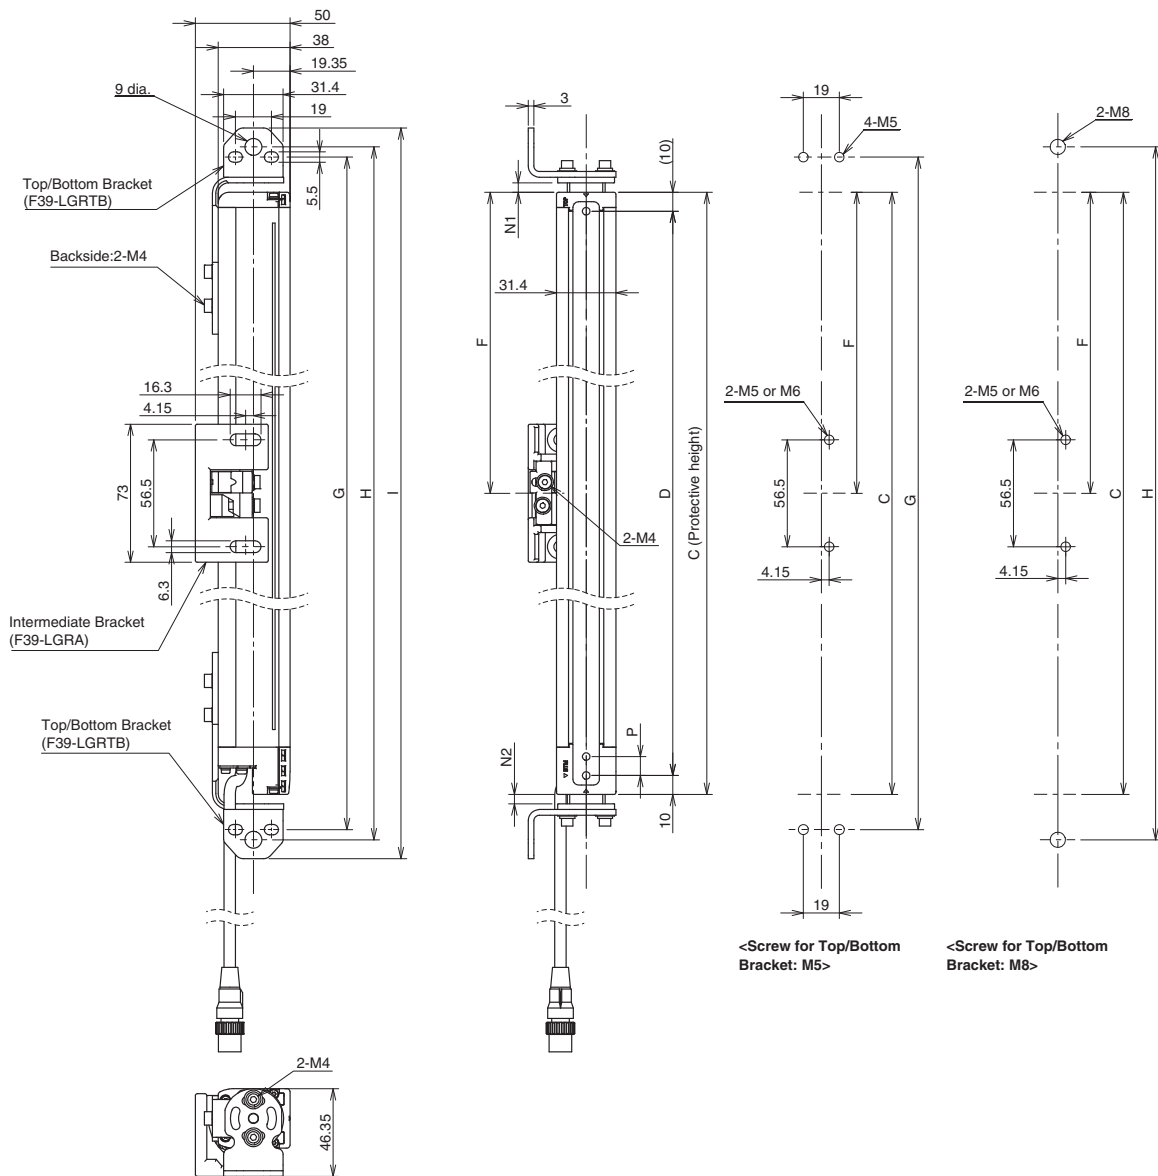 50
38
19.35
31.4
19
9 dia.
Top/Bottom Bracket
(F39-LGRTB)
5.5
Backside:2-M4
16.3
4.15
73
56.5
6.3
G
H
I
Intermediate Bracket
(F39-LGRA)
Top/Bottom Bracket
(F39-LGRTB)
2-M4
46.35
3
(10)
N1
TOP
31.4
F
D
C (Protective height)
2-M4
P
N2
10
19
4-M5
F
2-M5 or M6
56.5
4.15
C
G
19
<Screw for Top/Bottom
Bracket: M5>
2-M8
F
2-M5 or M6
56.5
4.15
C
H
<Screw for Top/Bottom
Bracket: M8>